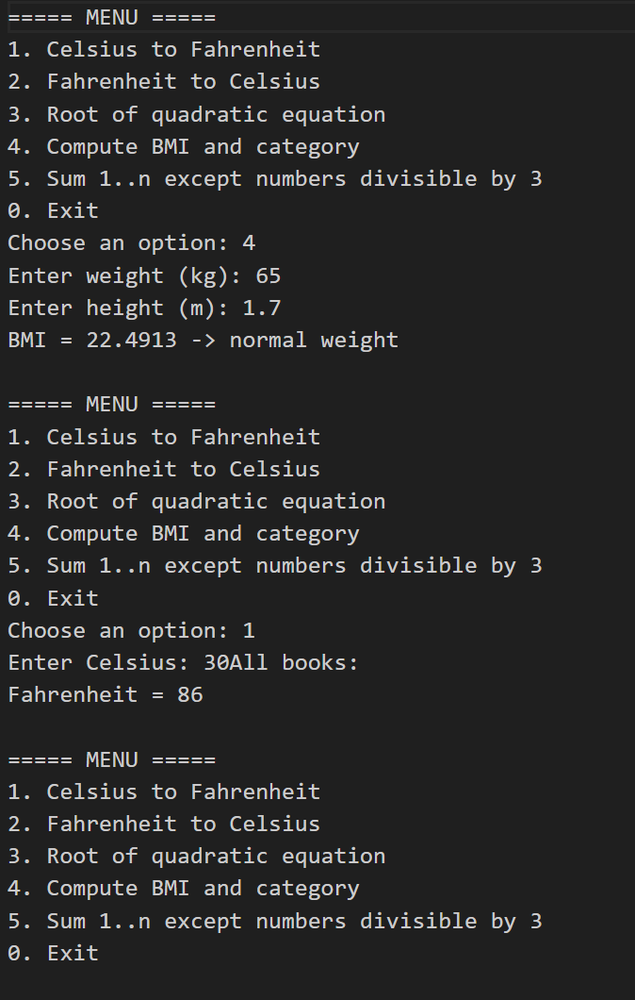 ===== MENU =====
1. Celsius to Fahrenheit
2. Fahrenheit to Celsius
3. Root of quadratic equation
4. Compute BMI and category
5. Sum 1..n except numbers divisible by 3
0. Exit
Choose an option: 4
Enter weight (kg): 65
Enter height (m): 1.7
BMI = 22.4913 -> normal weight

===== MENU =====
1. Celsius to Fahrenheit
2. Fahrenheit to Celsius
3. Root of quadratic equation
4. Compute BMI and category
5. Sum 1..n except numbers divisible by 3
0. Exit
Choose an option: 1
Enter Celsius: 30All books:
Fahrenheit = 86

===== MENU =====
1. Celsius to Fahrenheit
2. Fahrenheit to Celsius
3. Root of quadratic equation
4. Compute BMI and category
5. Sum 1..n except numbers divisible by 3
0. Exit